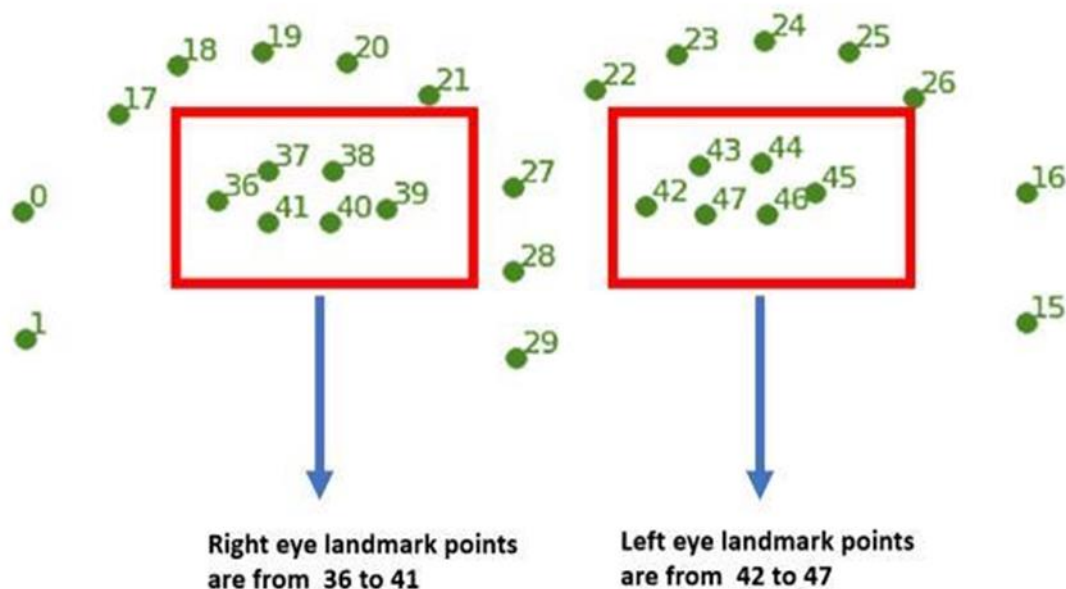 18 19 20 23 24 25
17 21 22 26
37 38 43 44
0 36 39 27 42 45 16
41 40 47 46
28
1 29 15
Right eye landmark points
are from 36 to 41
Left eye landmark points
are from 42 to 47